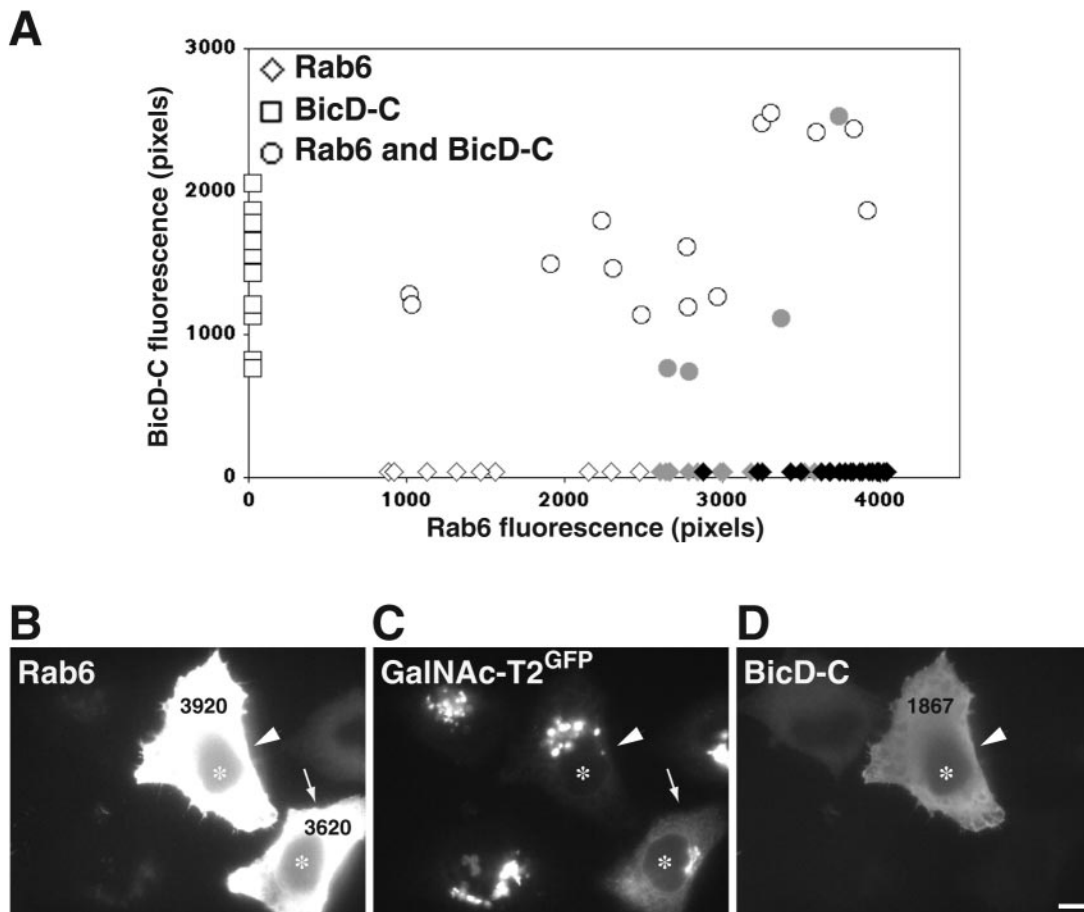 A
3000
2000
1000
0
BicD-C fluorescence (pixels)
Rab6
BicD-C
Rab6 and BicD-C
0 1000 2000 3000 4000
Rab6 fluorescence (pixels)
B C D
Rab6 GalNAc-T2GFP BicD-C
3920 1867
3620
* * * * *